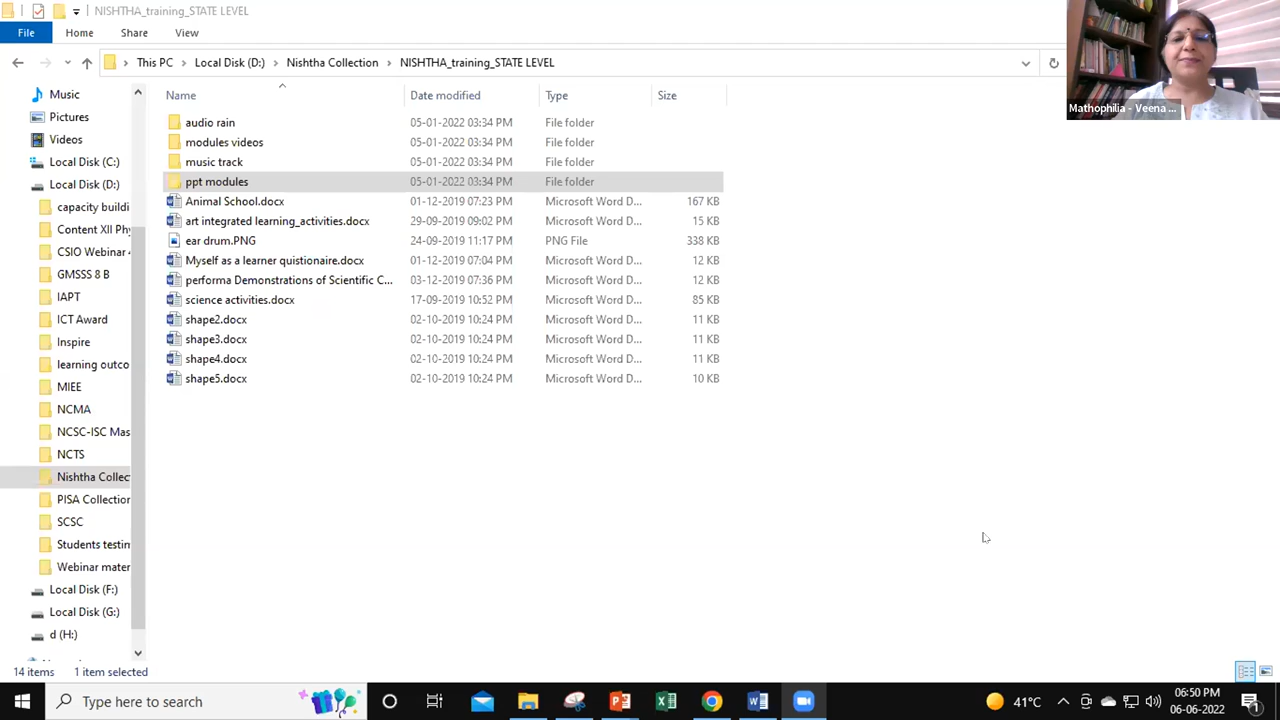 NISHTHA_training_STATE LEVEL
File Home Share View
This PC Local Disk (D:) Nishtha Collection NISHTHA_training_STATE LEVEL
Mathophilia - Veena ...
Name Date modified Type Size
audio rain 05-01-2022 03:34 PM File folder
modules videos 05-01-2022 03:34 PM File folder
music track 05-01-2022 03:34 PM File folder
ppt modules 05-01-2022 03:34 PM File folder
Animal School.docx 01-12-2019 07:23 PM Microsoft Word D... 167 KB
art integrated learning_activities.docx 29-09-2019 09:02 PM Microsoft Word D... 15 KB
ear drum.PNG 24-09-2019 11:17 PM PNG File 338 KB
Myself as a learner quistionaire.docx 01-12-2019 07:04 PM Microsoft Word D... 12 KB
performa Demonstrations of Scientific C... 03-12-2019 07:36 PM Microsoft Word D... 12 KB
science activities.docx 17-09-2019 10:52 PM Microsoft Word D... 85 KB
shape2.docx 02-10-2019 10:24 PM Microsoft Word D... 11 KB
shape3.docx 02-10-2019 10:24 PM Microsoft Word D... 11 KB
shape4.docx 02-10-2019 10:24 PM Microsoft Word D... 11 KB
shape5.docx 02-10-2019 10:24 PM Microsoft Word D... 10 KB
Music
Pictures
Videos
Local Disk (C:)
Local Disk (D:)
capacity buildi
Content XII Phy
CSIO Webinar 4
GMSSS 8 B
IAPT
ICT Award
Inspire
learning outco
MIEE
NCMA
NCSC-ISC Mas
NCTS
Nishtha Collec
PISA Collection
SCSC
Students testim
Webinar mater
Local Disk (F:)
Local Disk (G:)
d (H:)
14 items 1 item selected
Type here to search
41°C
06:50 PM
06-06-2022
1